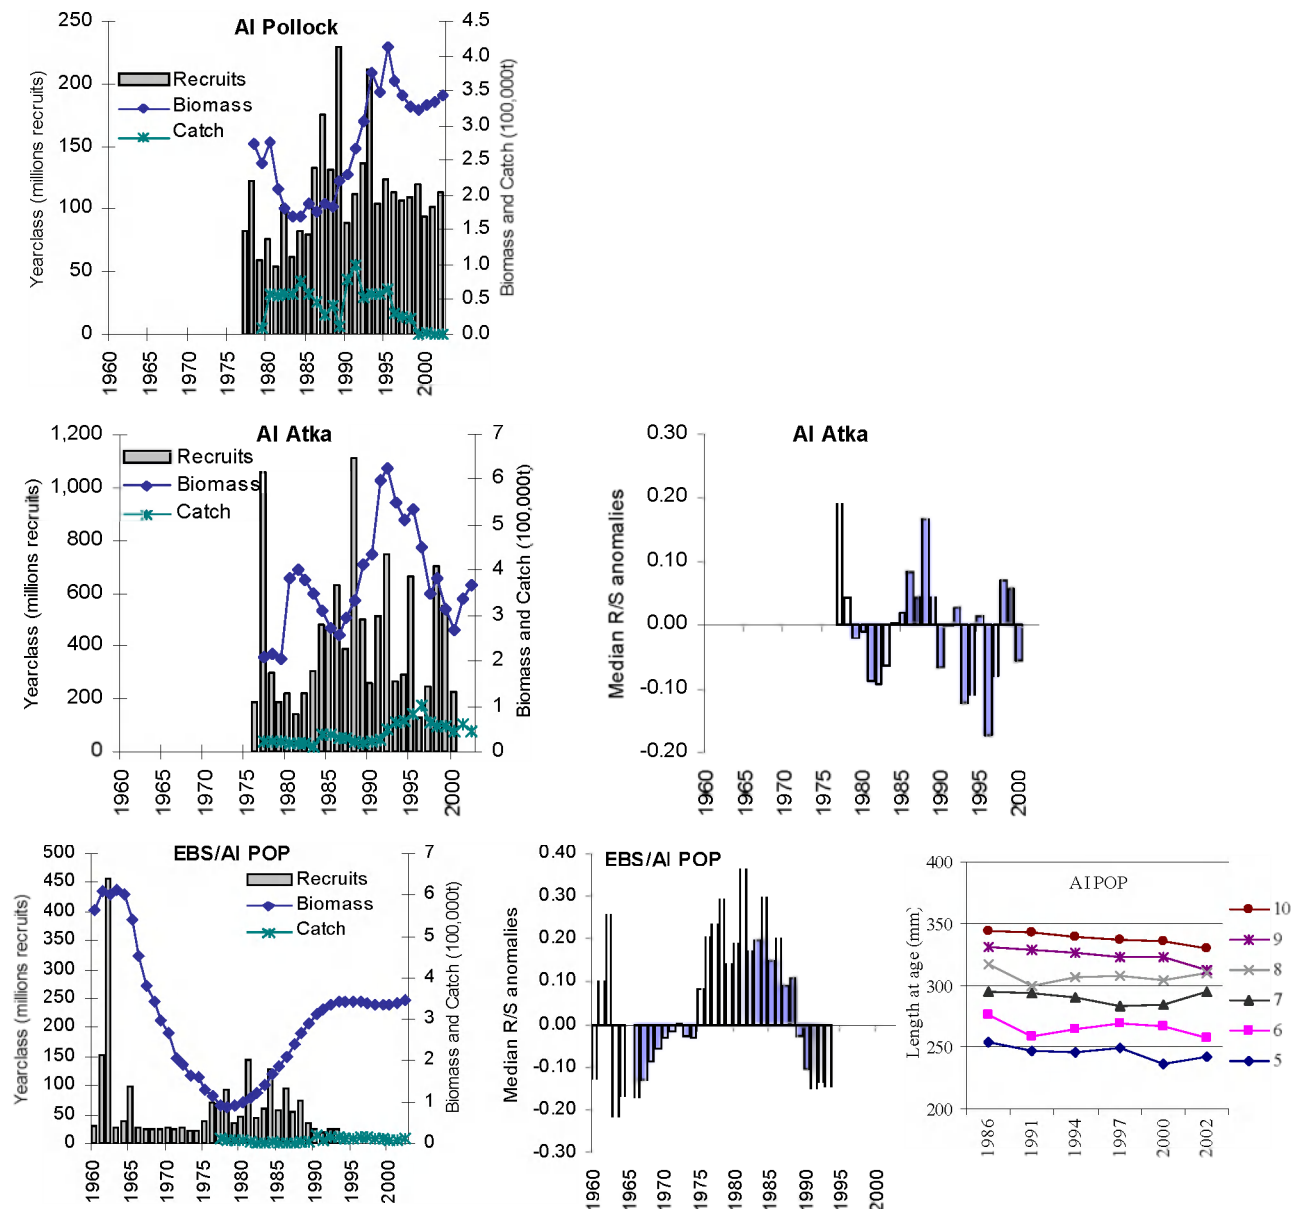 AI Pollock
Yearclass (millions recruits)
250
200
150
100
50
0
Recruits
Biomass
Catch
4.5
4.0
3.5
3.0
2.5
2.0
1.5
1.0
0.5
0.0
Biomass and Catch (100,000t)
1960 1965 1970 1975 1980 1985 1990 1995 2000
AI Atka
Yearclass (millions recruits)
1,200
1,000
800
600
400
200
0
Recruits
Biomass
Catch
7
6
5
4
3
2
1
0
Biomass and Catch (100,000t)
1960 1965 1970 1975 1980 1985 1990 1995 2000
AI Atka
Median R/S anomalies
0.30
0.20
0.10
0.00
-0.10
-0.20
1960 1965 1970 1975 1980 1985 1990 1995 2000
EBS/AI POP
Yearclass (millions recruits)
500
450
400
350
300
250
200
150
100
50
0
Recruits
Biomass
Catch
7
6
5
4
3
2
1
0
Biomass and Catch (100,000t)
1960 1965 1970 1975 1980 1985 1990 1995 2000
EBS/AI POP
Median R/S anomalies
0.40
0.30
0.20
0.10
0.00
-0.10
-0.20
-0.30
1960 1965 1970 1975 1980 1985 1990 1995 2000
AI POP
Length at age (mm)
400
350
300
250
200
10
9
8
7
6
5
1986 1991 1994 1997 2000 2002